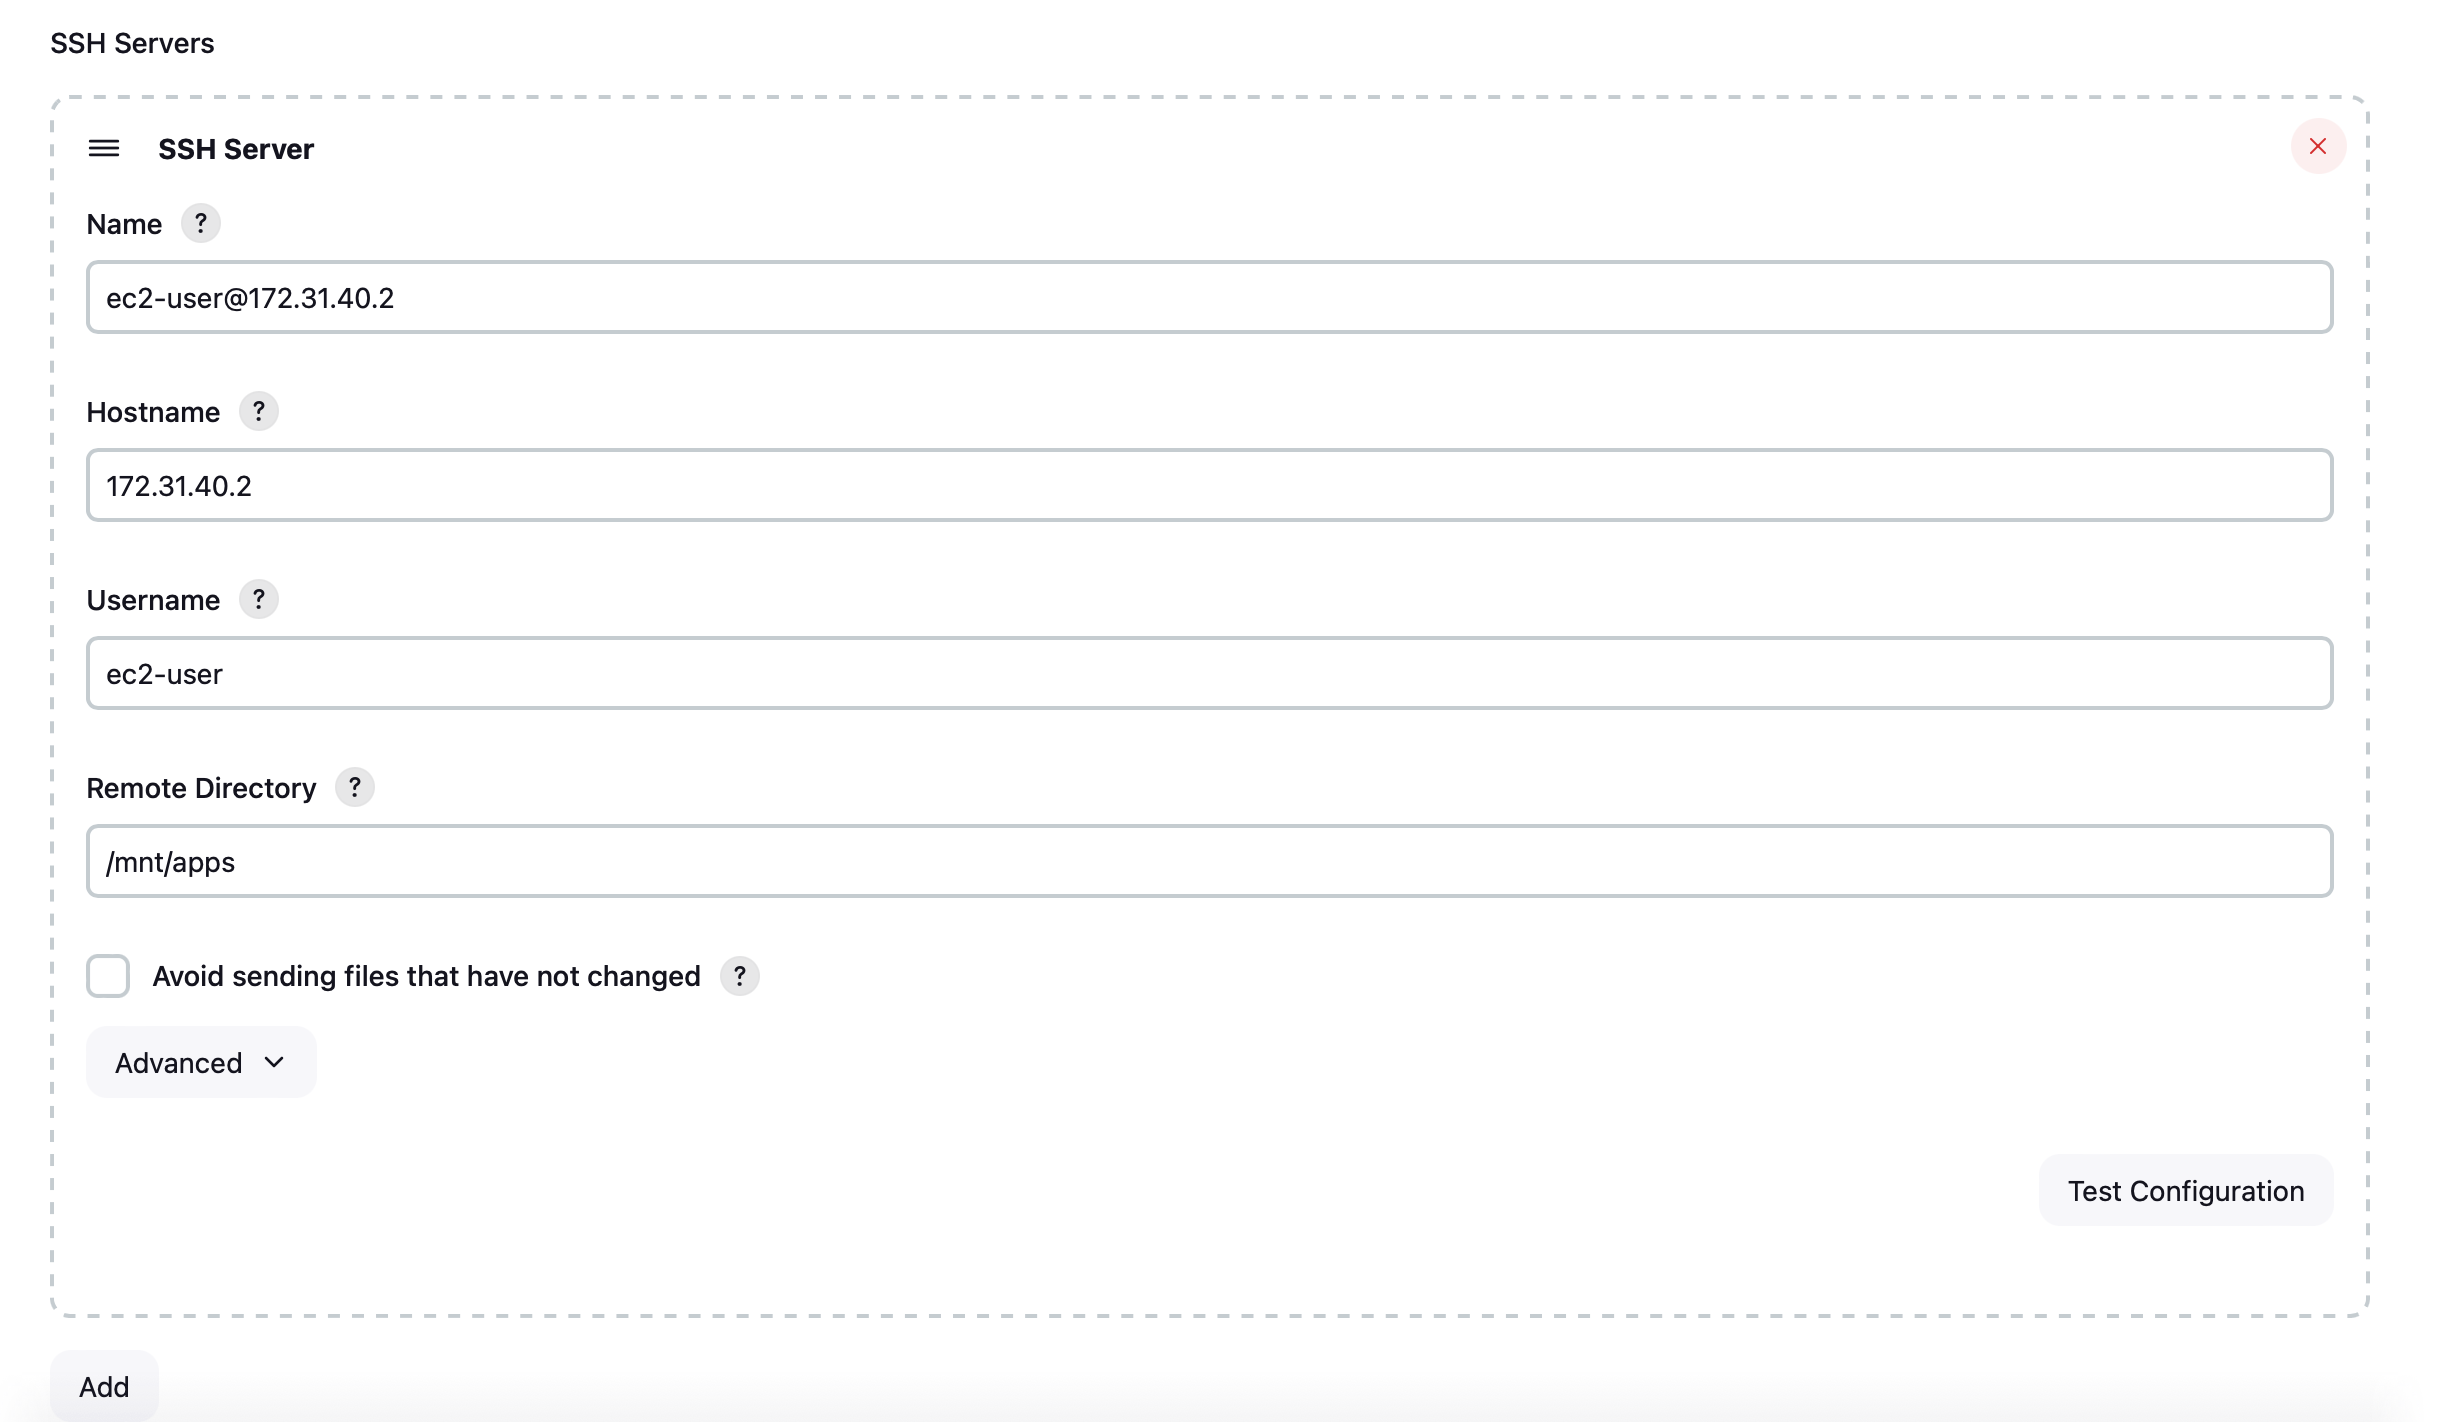 SSH Servers
SSH Server
Name ?
ec2-user@172.31.40.2
Hostname ?
172.31.40.2
Username ?
ec2-user
Remote Directory ?
/mnt/apps
Avoid sending files that have not changed ?
Advanced
Test Configuration
Add